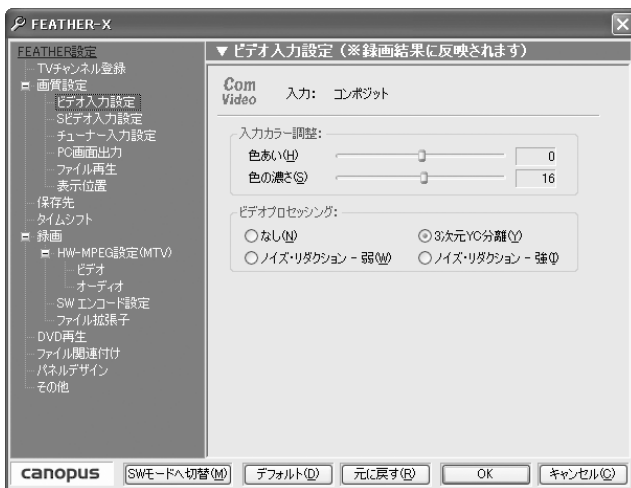 FEATHER-X
FEATHER設定
TVチャンネル登録
画質設定
ビデオ入力設定
Sビデオ入力設定
チューナー入力設定
PC画面出力
ファイル再生
表示位置
保存先
タイムシフト
録画
HW-MPEG設定(MTV)
ビデオ
オーディオ
SWエンコード設定
ファイル拡張子
DVD再生
ファイル関連付け
パネルデザイン
その他
▼ビデオ入力設定(※録画結果に反映されます)
Com
Video
入力: コンポジット
入力カラー調整:
色あい(H) 0
色の濃さ(S) 16
ビデオプロセッシング:
なし(N) 3次元YC分離(Y)
ノイズ・リダクション - 弱(W) ノイズ・リダクション - 強(I)
canopus SWモードへ切替(M) デフォルト(D) 元に戻す(R) OK キャンセル(C)